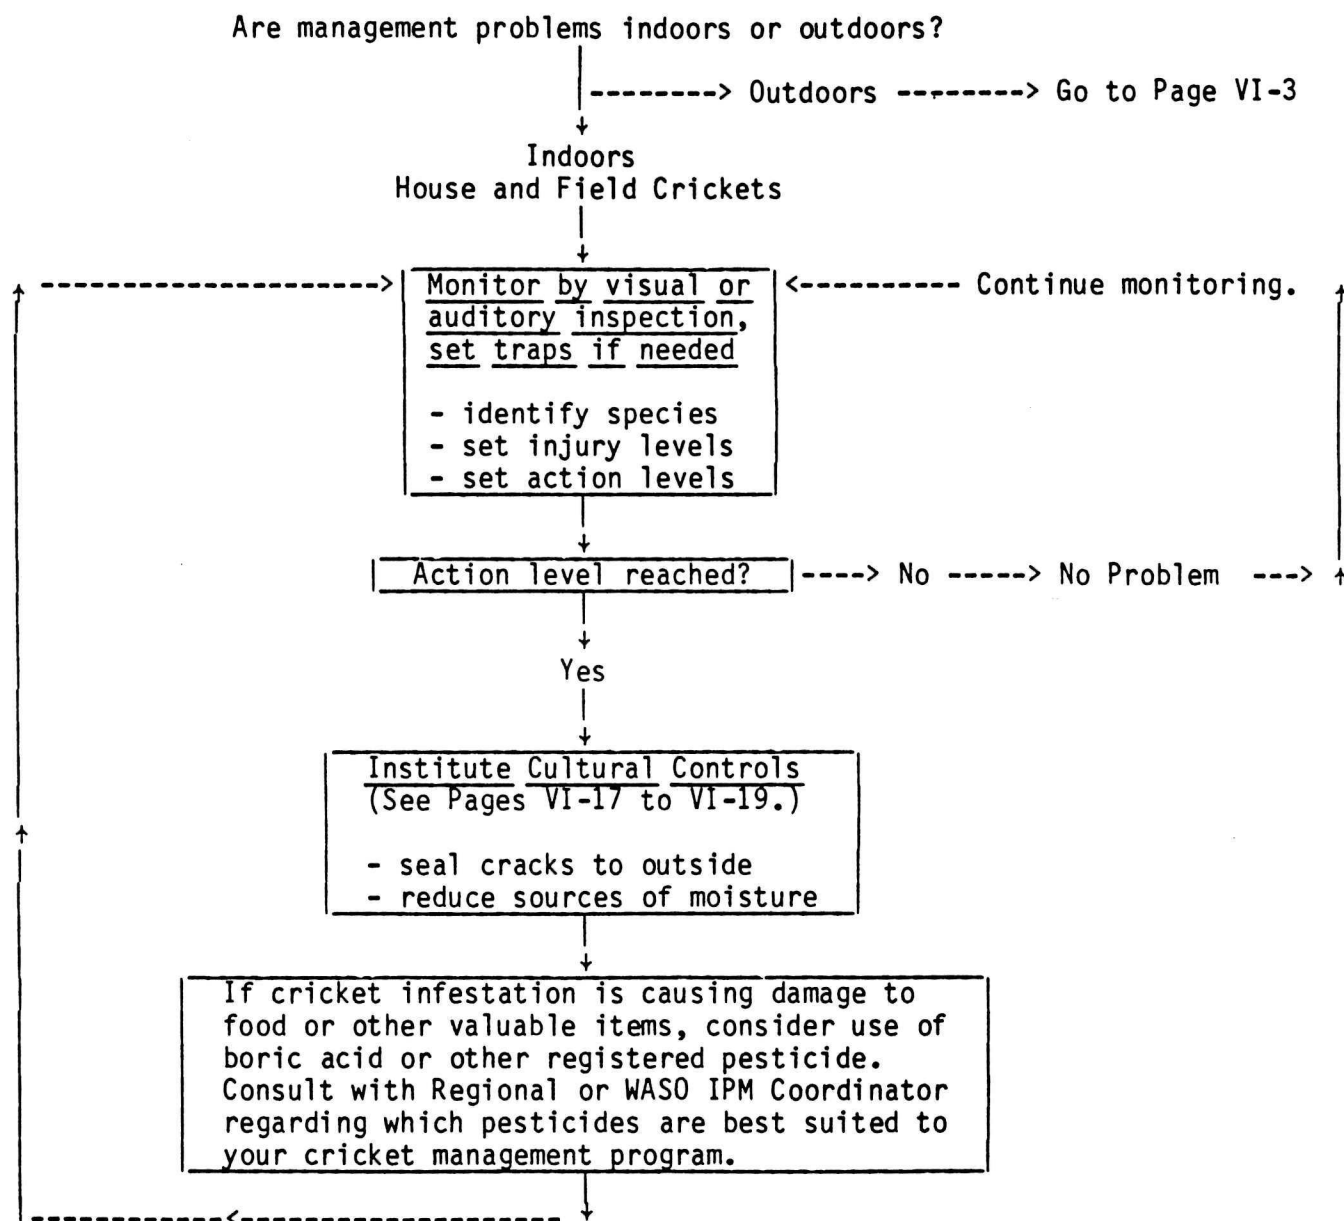 Are management problems indoors or outdoors?
--------> Outdoors --------> Go to Page VI-3
Indoors
House and Field Crickets
Monitor by visual or
auditory inspection,
set traps if needed
- identify species
- set injury levels
- set action levels
<---------- Continue monitoring.
Action level reached? ----> No -----> No Problem --->
Yes
Institute Cultural Controls
(See Pages VI-17 to VI-19.)
- seal cracks to outside
- reduce sources of moisture
If cricket infestation is causing damage to
food or other valuable items, consider use of
boric acid or other registered pesticide.
Consult with Regional or WASO IPM Coordinator
regarding which pesticides are best suited to
your cricket management program.